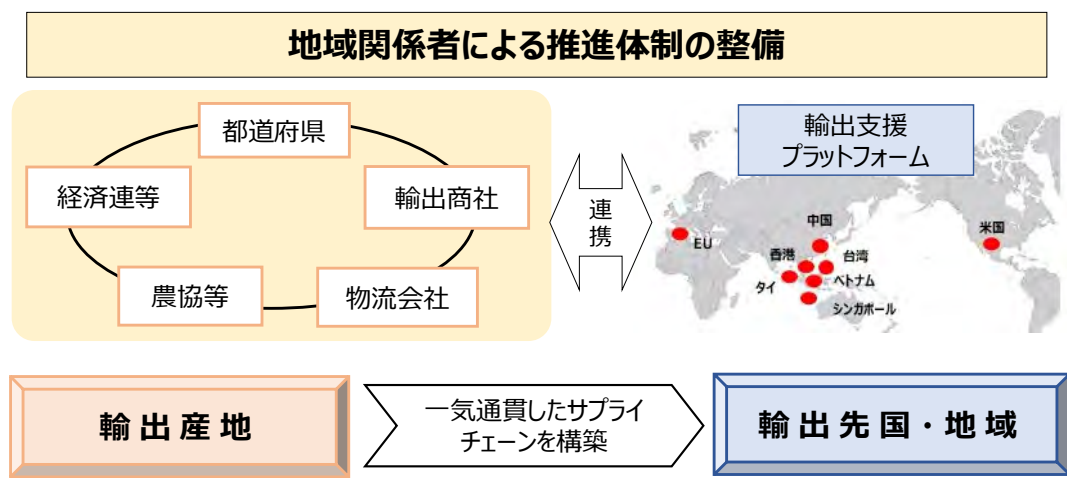 地域関係者による推進体制の整備
都道府県
経済連等
輸出商社
農協等
物流会社
連
携
輸出支援
プラットフォーム
EU
中国
米国
香港
台湾
タイ
ベトナム
シンガポール
輸出産地
一気通貫したサプライ
チェーンを構築
輸出先国・地域